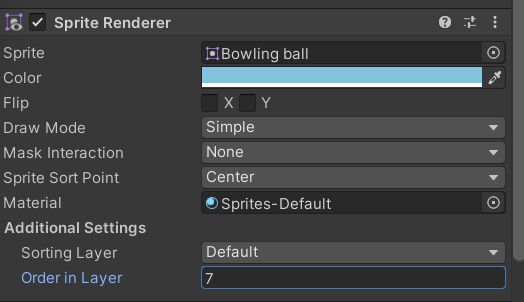 Sprite Renderer
Sprite Bowling ball
Color
Flip X Y
Draw Mode Simple
Mask Interaction None
Sprite Sort Point Center
Material Sprites-Default
Additional Settings
Sorting Layer Default
Order in Layer 7